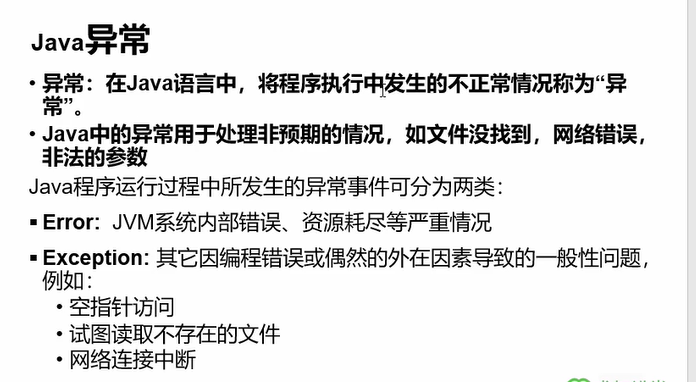 Java异常
• 异常：在Java语言中，将程序执行中发生的不正常情况称为“异
常”。
• Java中的异常用于处理非预期的情况，如文件没找到，网络错误，
非法的参数
Java程序运行过程中所发生的异常事件可分为两类：
▪ Error: JVM系统内部错误、资源耗尽等严重情况
▪ Exception: 其它因编程错误或偶然的外在因素导致的一般性问题，
例如：
• 空指针访问
• 试图读取不存在的文件
• 网络连接中断